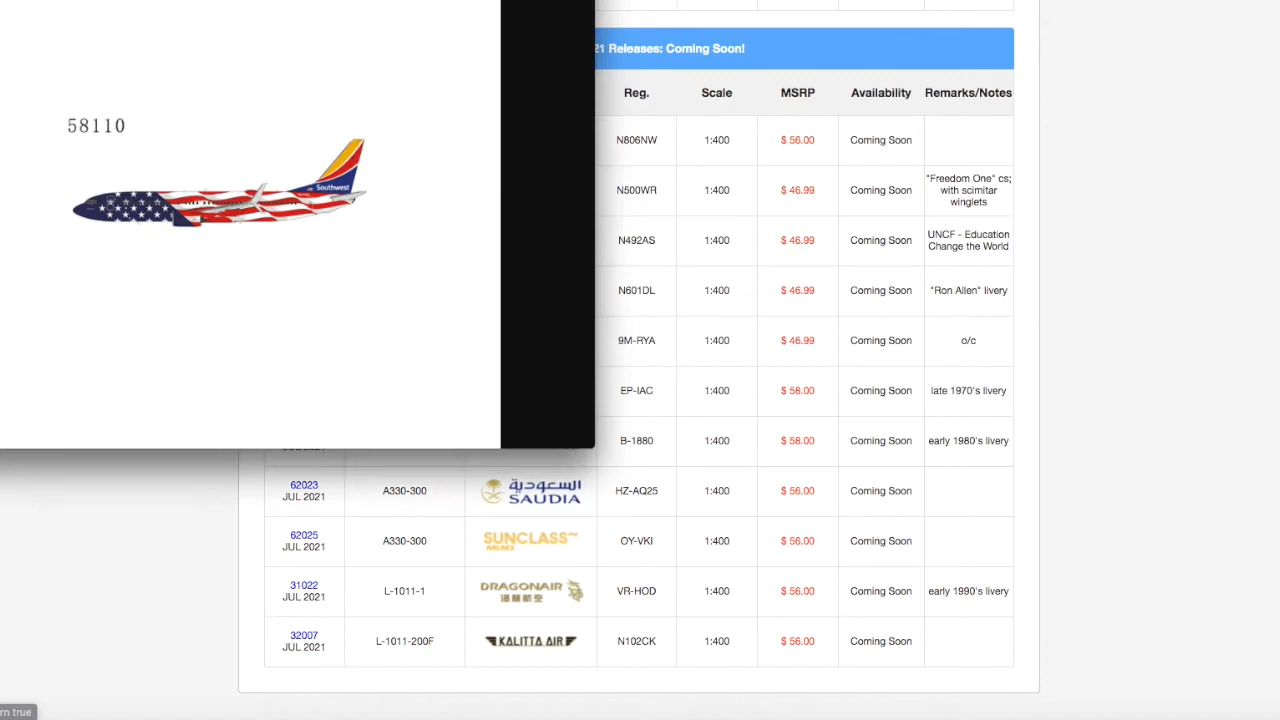 58110
Southwest
21 Releases: Coming Soon!
Reg. Scale MSRP Availability Remarks/Notes
N806NW 1:400 $ 56.00 Coming Soon
N500WR 1:400 $ 46.99 Coming Soon "Freedom One" cs;
with scimitar
winglets
N492AS 1:400 $ 46.99 Coming Soon UNCF - Education
Change the World
N601DL 1:400 $ 46.99 Coming Soon "Ron Allen" livery
9M-RYA 1:400 $ 46.99 Coming Soon o/c
EP-IAC 1:400 $ 58.00 Coming Soon late 1970's livery
B-1880 1:400 $ 58.00 Coming Soon early 1980's livery
62023
JUL 2021 A330-300 السعودية
SAUDIA HZ-AQ25 1:400 $ 56.00 Coming Soon
62025
JUL 2021 A330-300 SUNCLASS
AIRLINES OY-VKI 1:400 $ 56.00 Coming Soon
31022
JUL 2021 L-1011-1 DRAGONAIR
港龍航空 VR-HOD 1:400 $ 56.00 Coming Soon early 1990's livery
32007
JUL 2021 L-1011-200F KALITTA AIR N102CK 1:400 $ 56.00 Coming Soon
rn true